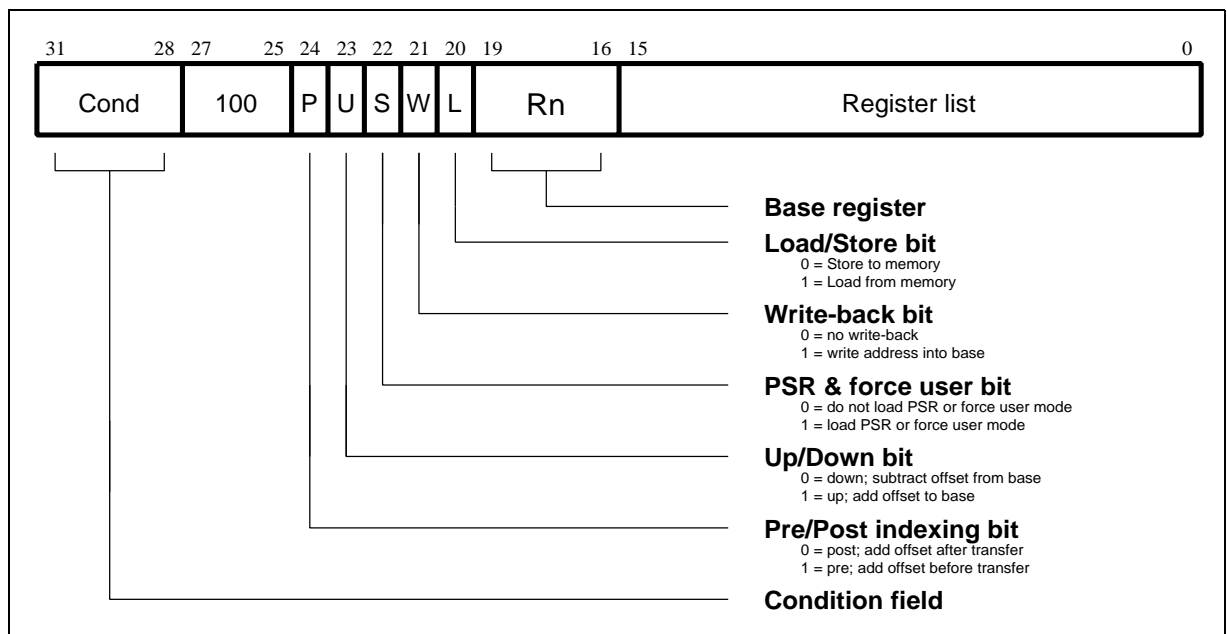 31 28 27 25 24 23 22 21 20 19 16 15 0
Cond 100 P U S W L Rn Register list
Base register
Load/Store bit
0 = Store to memory
1 = Load from memory
Write-back bit
0 = no write-back
1 = write address into base
PSR & force user bit
0 = do not load PSR or force user mode
1 = load PSR or force user mode
Up/Down bit
0 = down; subtract offset from base
1 = up; add offset to base
Pre/Post indexing bit
0 = post; add offset after transfer
1 = pre; add offset before transfer
Condition field